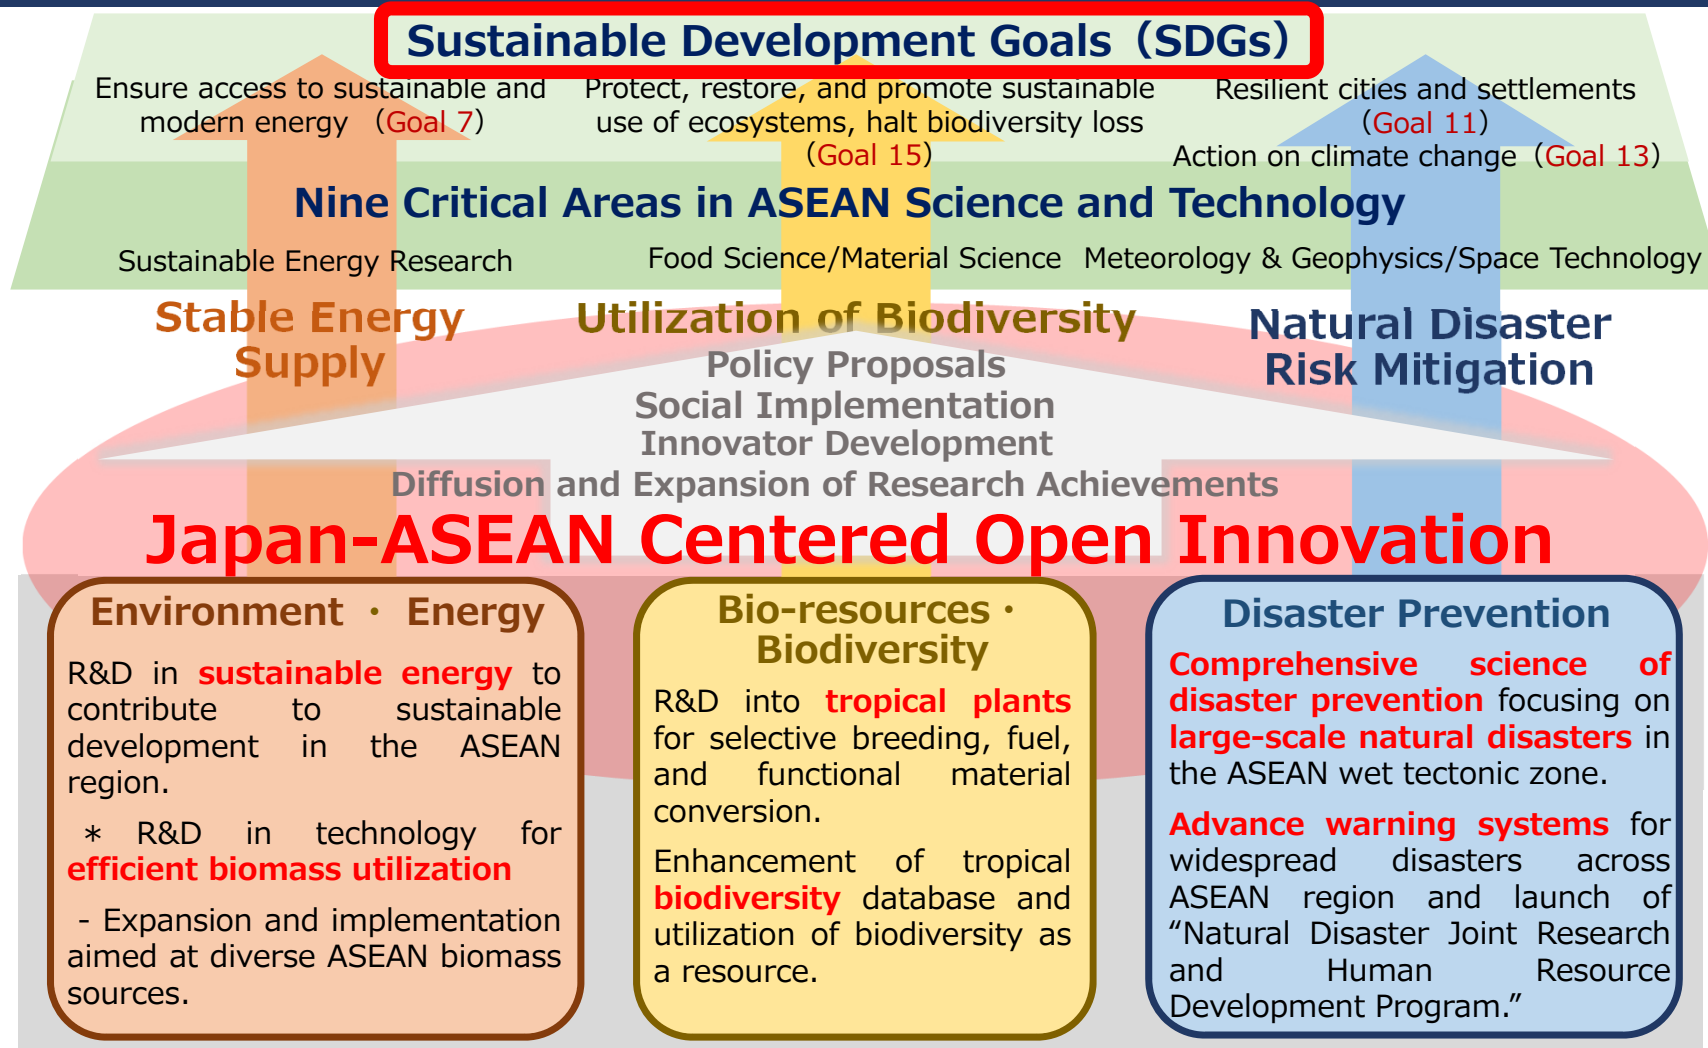 Sustainable Development Goals（SDGs）
Ensure access to sustainable and
modern energy （Goal 7）
Protect, restore, and promote sustainable
use of ecosystems, halt biodiversity loss
（Goal 15）
Resilient cities and settlements
（Goal 11）
Action on climate change（Goal 13）
Nine Critical Areas in ASEAN Science and Technology
Sustainable Energy Research
Food Science/Material Science
Meteorology & Geophysics/Space Technology
Stable Energy
Supply
Utilization of Biodiversity
Natural Disaster
Risk Mitigation
Policy Proposals
Social Implementation
Innovator Development
Diffusion and Expansion of Research Achievements
Japan-ASEAN Centered Open Innovation
Environment ・ Energy
R&D in sustainable energy to
contribute to sustainable
development in the ASEAN
region.
＊ R&D in technology for
efficient biomass utilization
- Expansion and implementation
aimed at diverse ASEAN biomass
sources.
Bio-resources・
Biodiversity
R&D into tropical plants
for selective breeding, fuel,
and functional material
conversion.
Enhancement of tropical
biodiversity database and
utilization of biodiversity as
a resource.
Disaster Prevention
Comprehensive science of
disaster prevention focusing on
large-scale natural disasters in
the ASEAN wet tectonic zone.
Advance warning systems for
widespread disasters across
ASEAN region and launch of
“Natural Disaster Joint Research
and Human Resource
Development Program.”